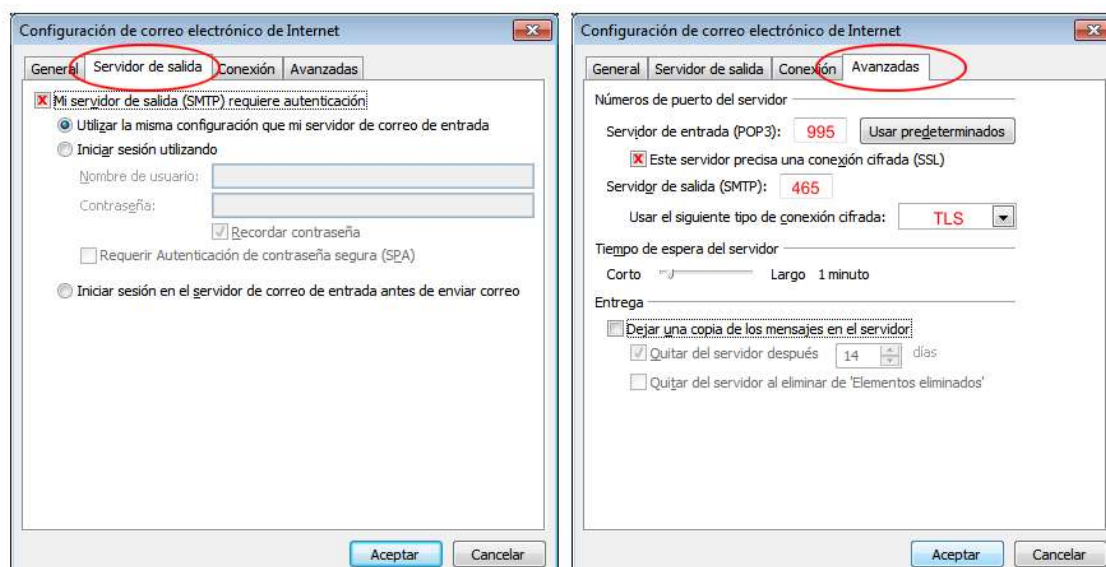 Configuración de correo electrónico de Internet
General Servidor de salida Conexión Avanzadas
Mi servidor de salida (SMTP) requiere autenticación
Utilizar la misma configuración que mi servidor de correo de entrada
Iniciar sesión utilizando
Nombre de usuario:
Contraseña:
Recordar contraseña
Requerir Autenticación de contraseña segura (SPA)
Iniciar sesión en el servidor de correo de entrada antes de enviar correo
Aceptar Cancelar
Configuración de correo electrónico de Internet
General Servidor de salida Conexión Avanzadas
Números de puerto del servidor
Servidor de entrada (POP3): 995 Usar predeterminados
Este servidor precisa una conexión cifrada (SSL)
Servidor de salida (SMTP): 465
Usar el siguiente tipo de conexión cifrada: TLS
Tiempo de espera del servidor
Corto Largo 1 minuto
Entrega
Dejar una copia de los mensajes en el servidor
Quitar del servidor después 14 días
Quitar del servidor al eliminar de 'Elementos eliminados'
Aceptar Cancelar